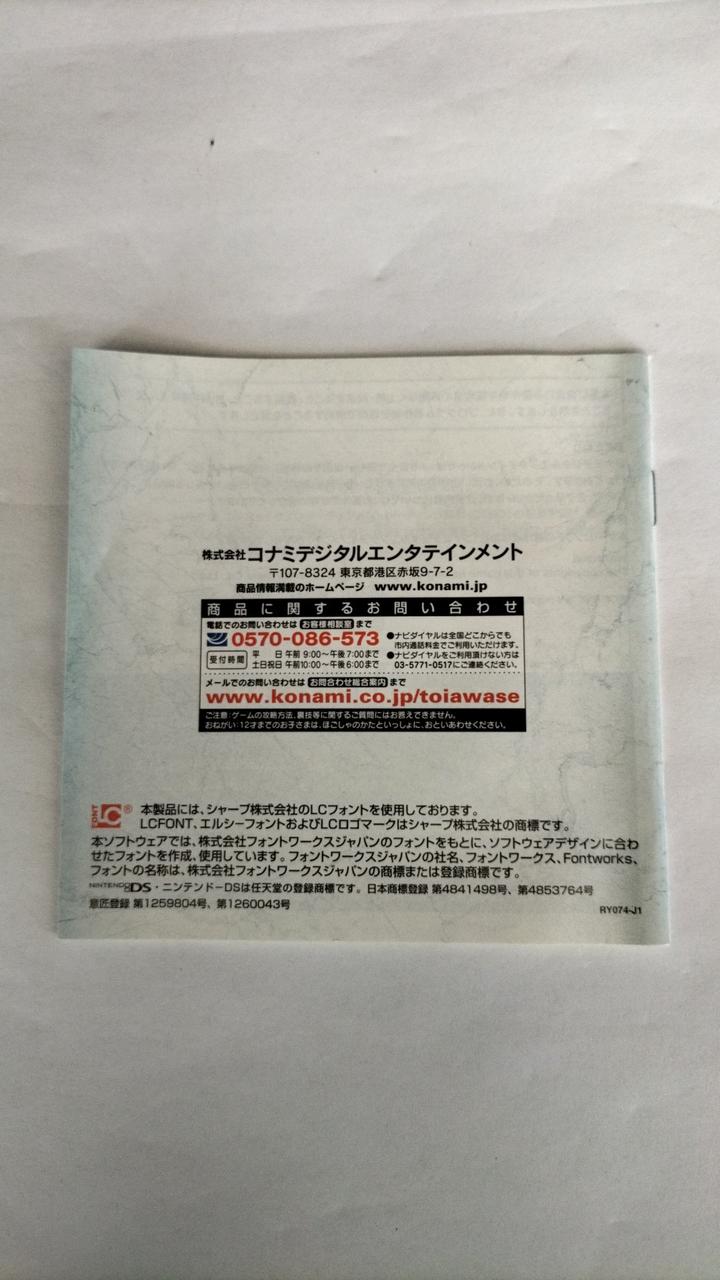 株式会社コナミデジタルエンタテインメント
〒107-8324 東京都港区赤坂9-7-2
商品情報満載のホームページ www.konami.jp
商品に関するお問い合わせ
電話でのお問い合わせは お客様相談室 まで
0570-086-573
受付時間
平　日 午前 9:00〜午後7:00まで
土日祝日 午前10:00〜午後6:00まで
●ナビダイヤルは全国どこからでも
市内通話料金でご利用いただけます。
●ナビダイヤルをご利用頂けない方は
03-5771-0517にご連絡ください。
メールでのお問い合わせは お問合わせ総合案内 まで
www.konami.co.jp/toiawase
ご注意:ゲームの攻略方法、裏技等に関するご質問にはお答えできません。
おねがい:12才までのお子さまは、ほごしゃのかたといっしょに、おといあわせください。
FONT LC® 本製品には、シャープ株式会社のLCフォントを使用しております。
LCFONT、エルシーフォントおよびLCロゴマークはシャープ株式会社の商標です。
本ソフトウェアでは、株式会社フォントワークスジャパンのフォントをもとに、ソフトウェアデザインに合わ
せたフォントを作成、使用しています。フォントワークスジャパンの社名、フォントワークス、Fontworks、
フォントの名称は、株式会社フォントワークスジャパンの商標または登録商標です。
NINTENDO DS・ニンテンドーDSは任天堂の登録商標です。日本商標登録 第4841498号、第4853764号
意匠登録 第1259804号、第1260043号
RY074-J1